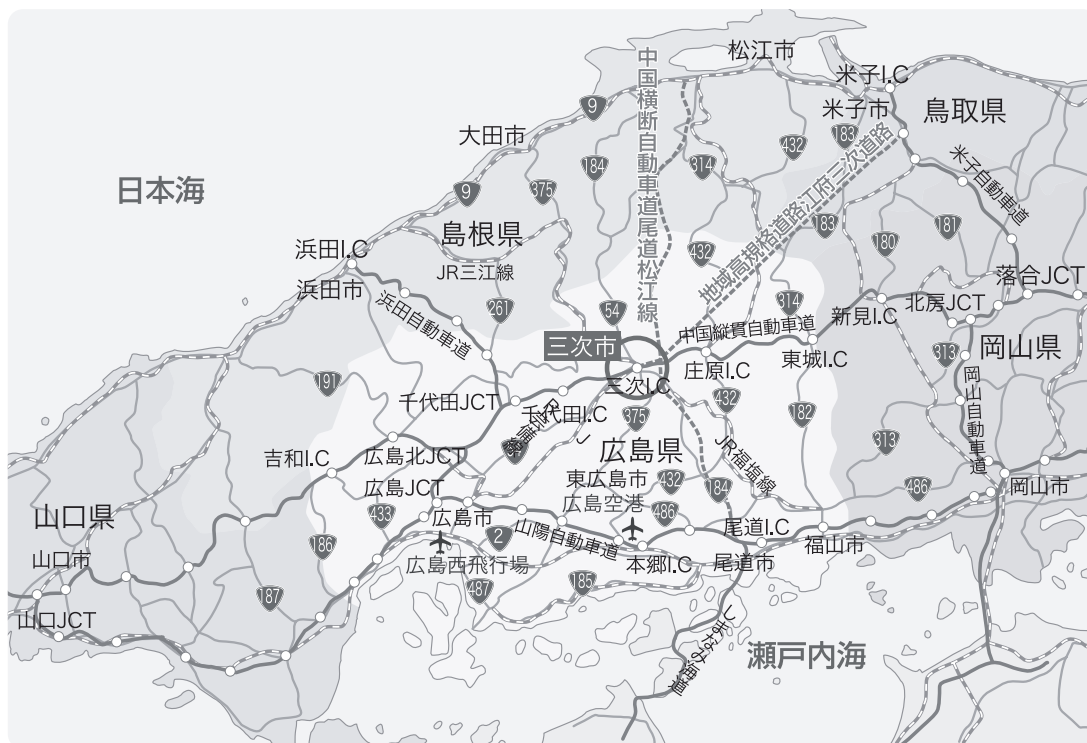 松江市
中国横断自動車道尾道松江線
米子I.C
米子市
鳥取県
9
大田市
184
432
183
314
375
米子自動車道
日本海
9
島根県
地域高規格道路江府三次道路
183
181
180
432
浜田I.C
浜田市
JR三江線
落合JCT
261
浜田自動車道
54
314
北房JCT
新見I.C
中国縦貫自動車道
三次市
庄原I.C
東城I.C
313
岡山県
191
三次I.C
千代田JCT
千代田I.C
375
432
182
岡山自動車道
広島県
JR福塩線
313
吉和I.C
広島北JCT
東広島市
432
広島JCT
広島空港
184
486
岡山市
山口県
433
広島市
486
尾道I.C
2
山陽自動車道
福山市
186
広島西飛行場
本郷I.C
尾道市
山口市
187
487
185
山口JCT
しまなみ海道
瀬戸内海